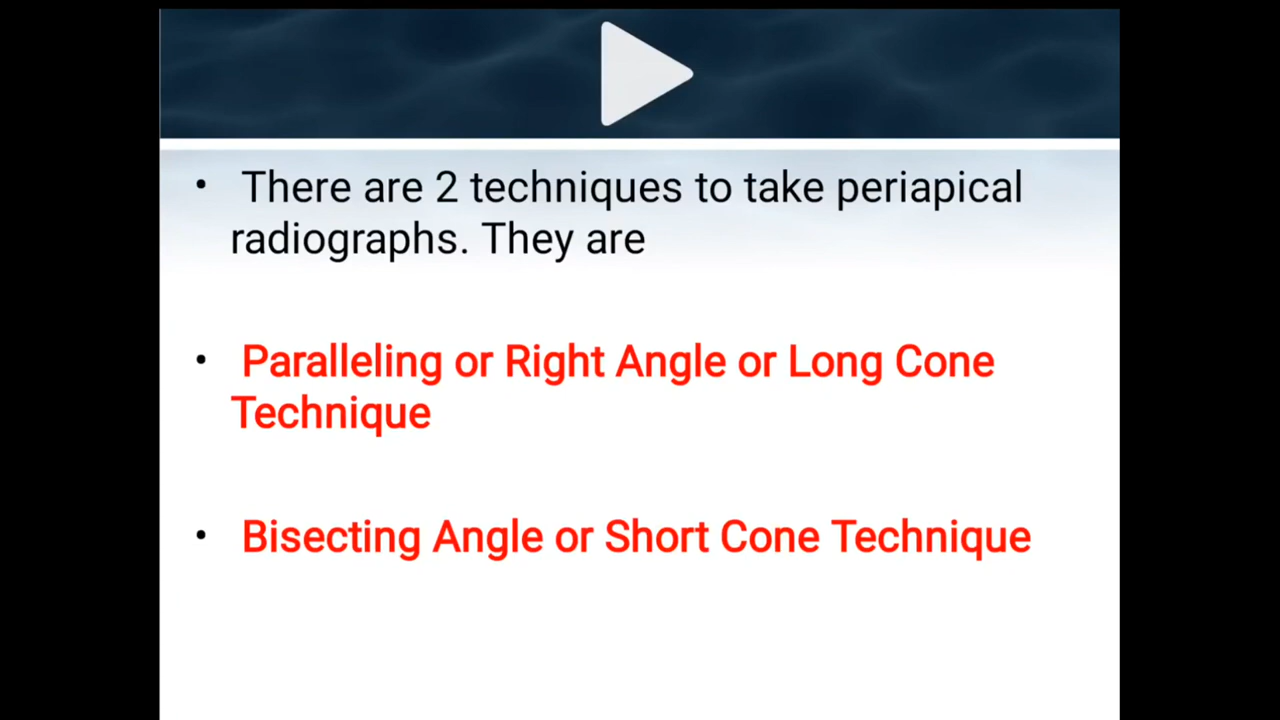 • There are 2 techniques to take periapical
radiographs. They are
• Paralleling or Right Angle or Long Cone
Technique
• Bisecting Angle or Short Cone Technique